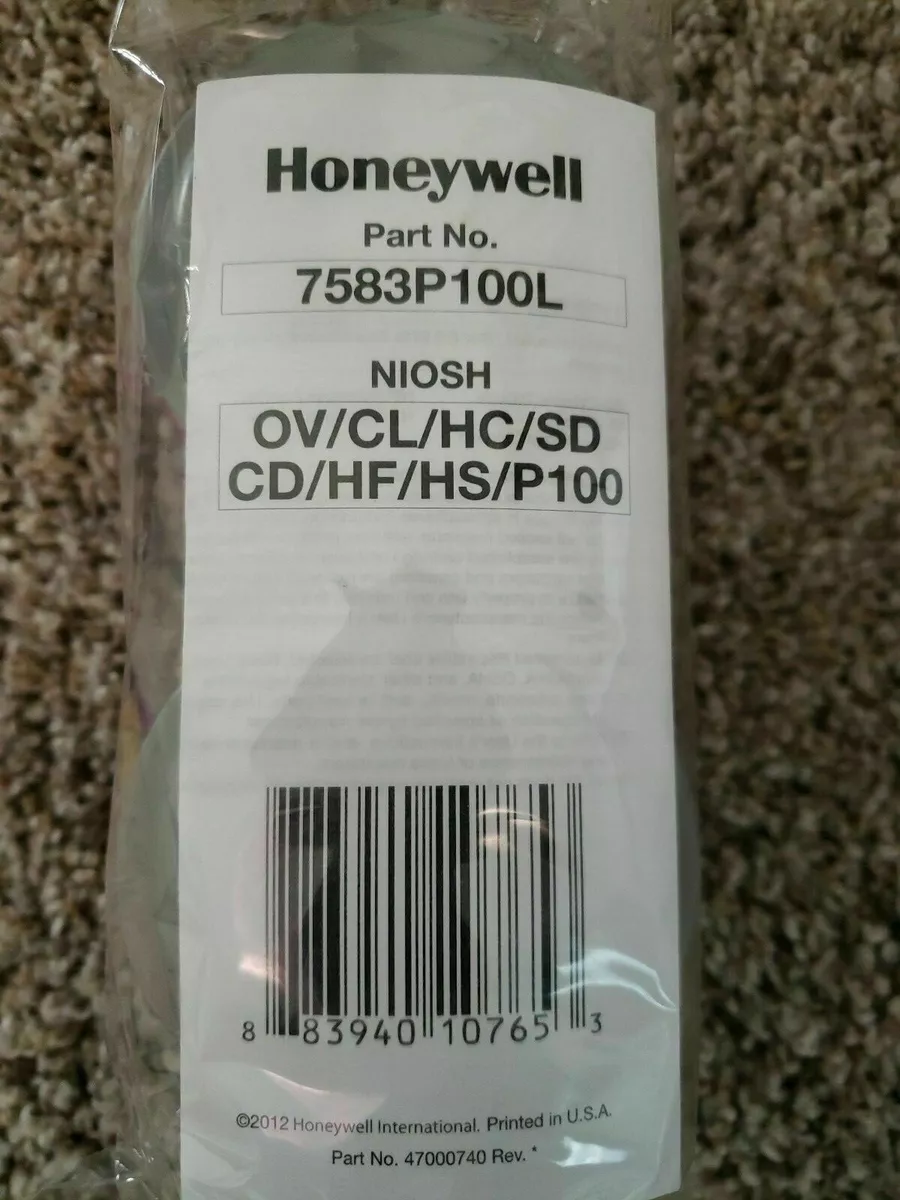 Honeywell
Part No.
7583P100L
NIOSH
OV/CL/HC/SD
CD/HF/HS/P100
8 83940 10765 3
©2012 Honeywell International. Printed in U.S.A.
Part No. 47000740 Rev. *